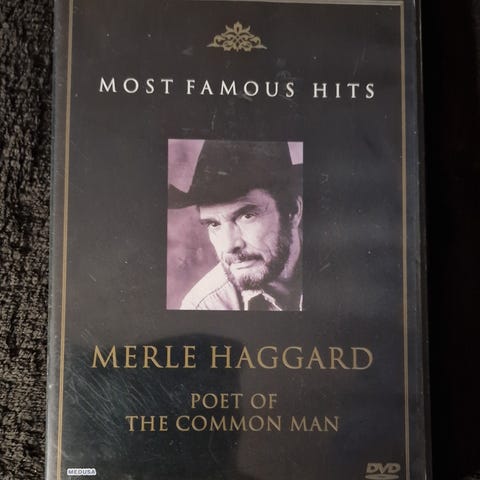 MOST FAMOUS HITS
MERLE HAGGARD
POET OF
THE COMMON MAN
MEDUSA
DVD